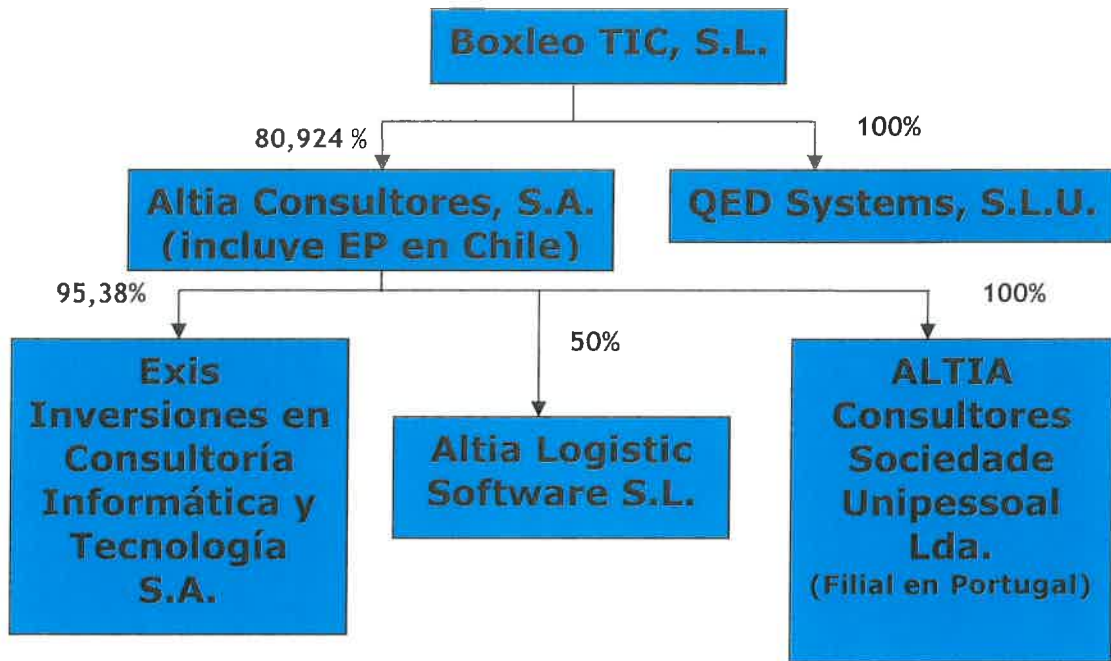 Boxleo TIC, S.L.
80,924 %
100%
Altia Consultores, S.A.
(incluye EP en Chile)
QED Systems, S.L.U.
95,38%
50%
100%
Exis
Inversiones en
Consultoría
Informática y
Tecnología
S.A.
Altia Logistic
Software S.L.
ALTIA
Consultores
Sociedade
Unipessoal
Lda.
(Filial en Portugal)